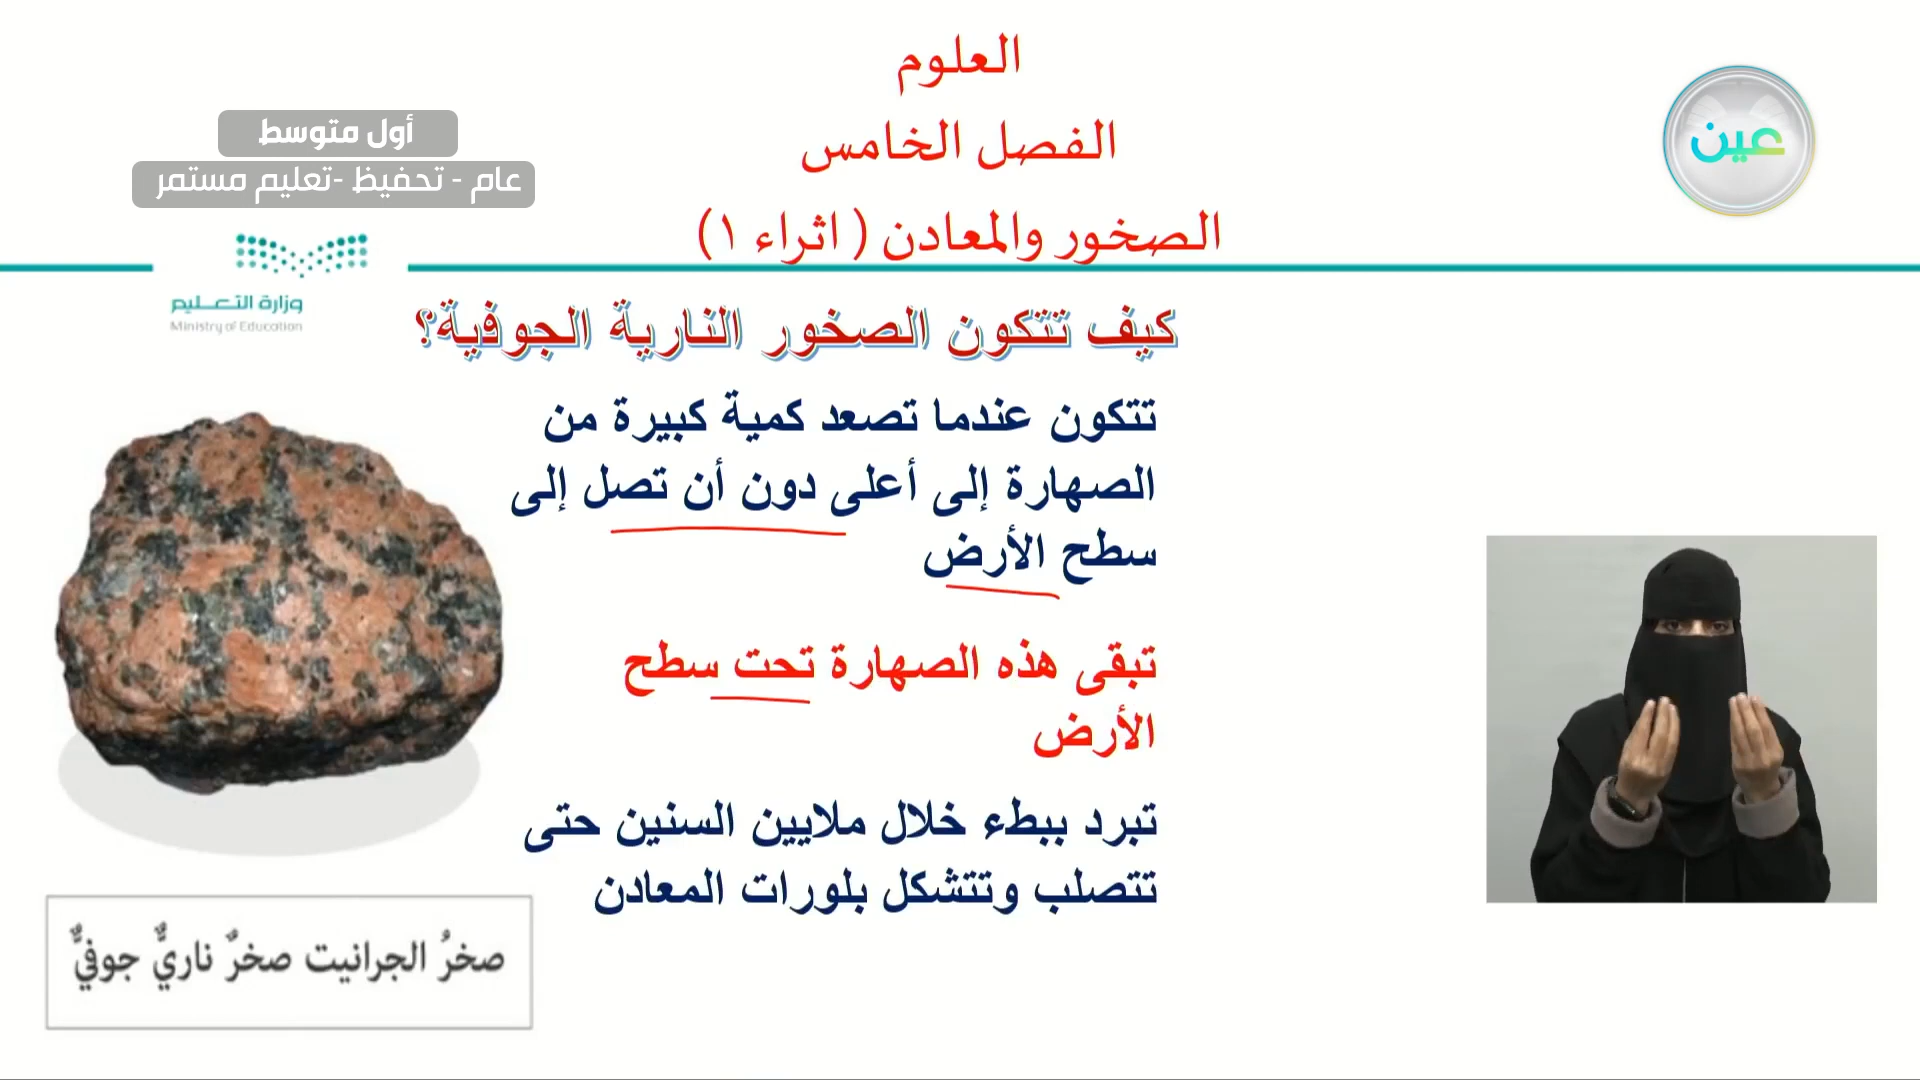 العلوم
الفصل الخامس
الصخور والمعادن ( اثراء ١)
عين
أول متوسط
عام - تحفيظ -تعليم مستمر
وزارة التعليم
Ministry of Education
كيف تتكون الصخور النارية الجوفية؟
تتكون عندما تصعد كمية كبيرة من
الصهارة إلى أعلى دون أن تصل إلى
سطح الأرض
تبقى هذه الصهارة تحت سطح
الأرض
تبرد ببطء خلال ملايين السنين حتى
تتصلب وتتشكل بلورات المعادن
صخرُ الجرانيت صخرٌ ناريٌّ جوفيٌّ